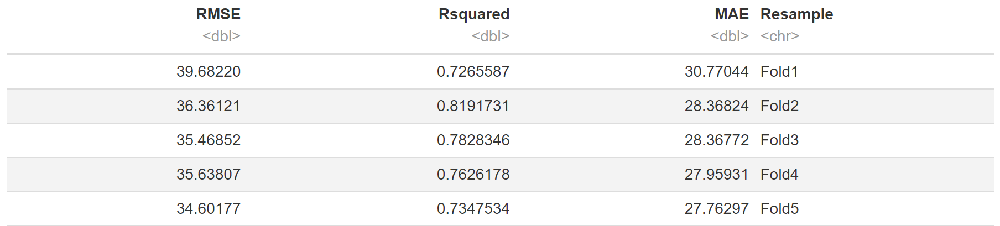 RMSE Rsquared MAE Resample
<dbl> <dbl> <dbl> <chr>
39.68220 0.7265587 30.77044 Fold1
36.36121 0.8191731 28.36824 Fold2
35.46852 0.7828346 28.36772 Fold3
35.63807 0.7626178 27.95931 Fold4
34.60177 0.7347534 27.76297 Fold5